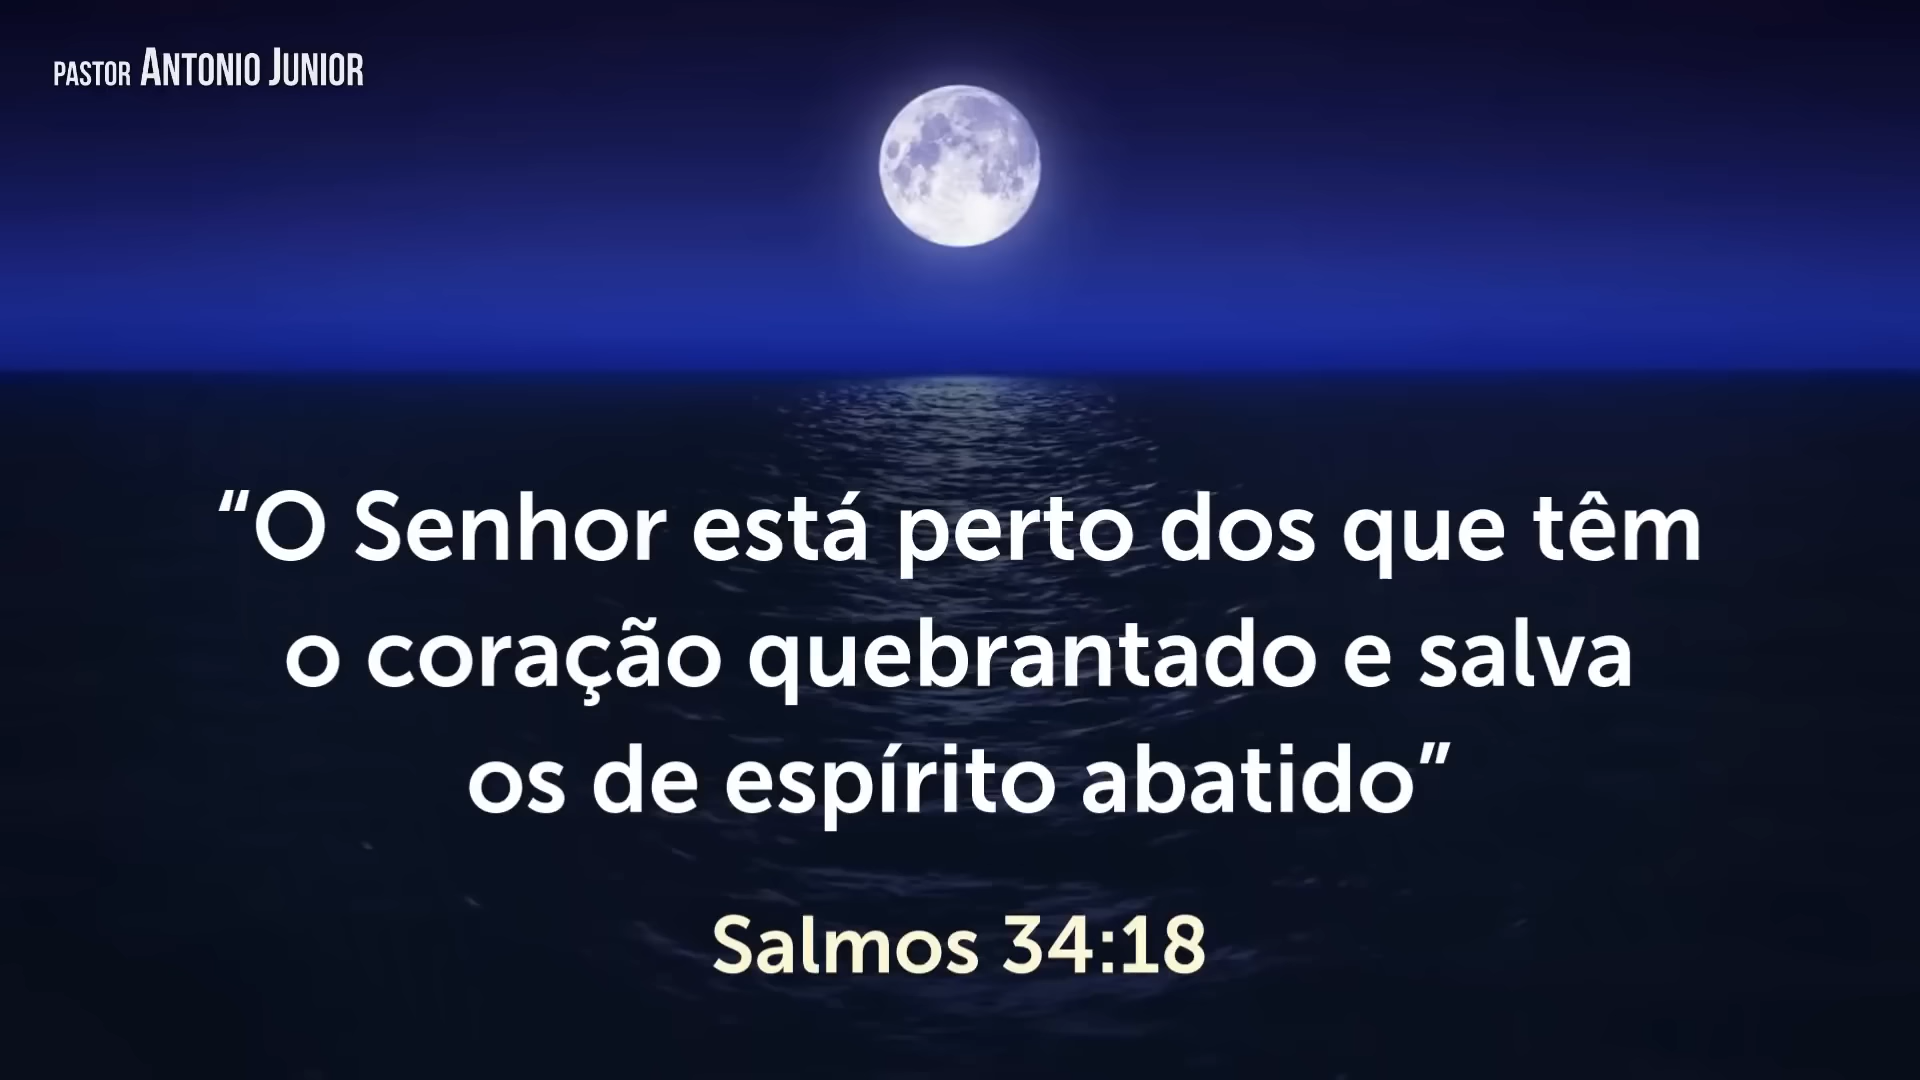 PASTOR ANTONIO JUNIOR
“O Senhor está perto dos que têm
o coração quebrantado e salva
os de espírito abatido”
Salmos 34:18